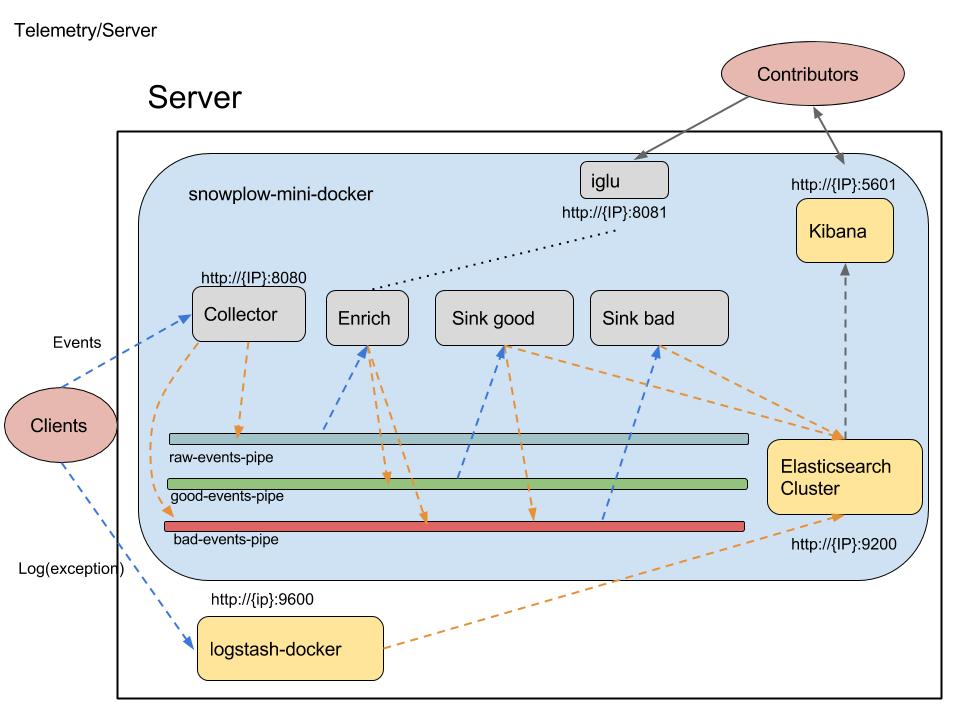 Telemetry/Server
Contributors
Server
iglu
snowplow-mini-docker
http://{IP}:5601
http://{IP}:8081
Kibana
http://{IP}:8080
Collector
Enrich
Sink good
Sink bad
Events
Clients
raw-events-pipe
Elasticsearch
Cluster
good-events-pipe
bad-events-pipe
http://{IP}:9200
Log(exception)
http://{ip}:9600
logstash-docker